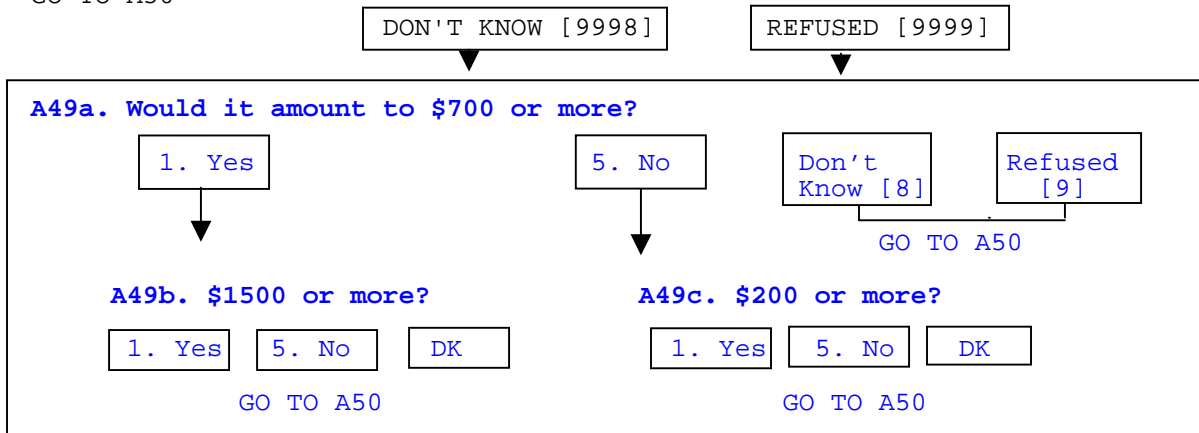 GO TO A50
DON'T KNOW [9998] REFUSED [9999]
A49a. Would it amount to $700 or more?
1. Yes 5. No Don't Know [8] Refused [9]
GO TO A50
A49b. $1500 or more? A49c. $200 or more?
1. Yes 5. No DK 1. Yes 5. No DK
GO TO A50 GO TO A50